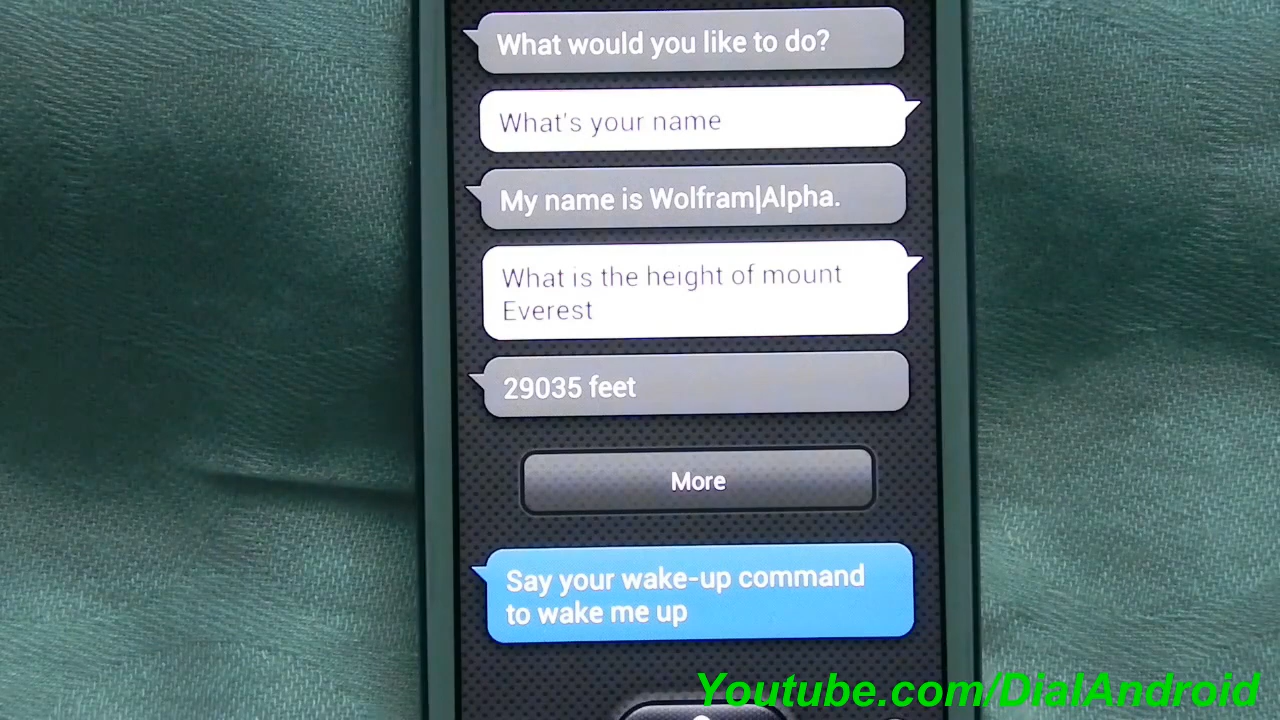 What would you like to do?
What's your name
My name is Wolfram|Alpha.
What is the height of mount
Everest
29035 feet
More
Say your wake-up command
to wake me up
Youtube.com/DialAndroid